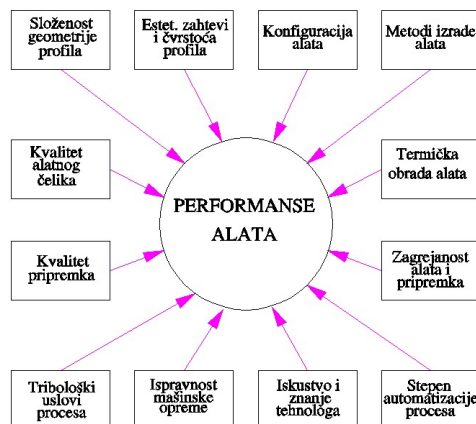 Složenost
geometrije
profila
Estet. zahtevi
i čvrstoća
profila
Konfiguracija
alata
Metodi izrade
alata
Kvalitet
alatnog
čelika
Termička
obrada alata
PERFORMANSE
ALATA
Kvalitet
pripremka
Zagrejanost
alata i
pripremka
Tribološki
uslovi
procesa
Ispravnost
mašinske
opreme
Iskustvo i
znanje
tehnologa
Stepen
automatizacije
procesa